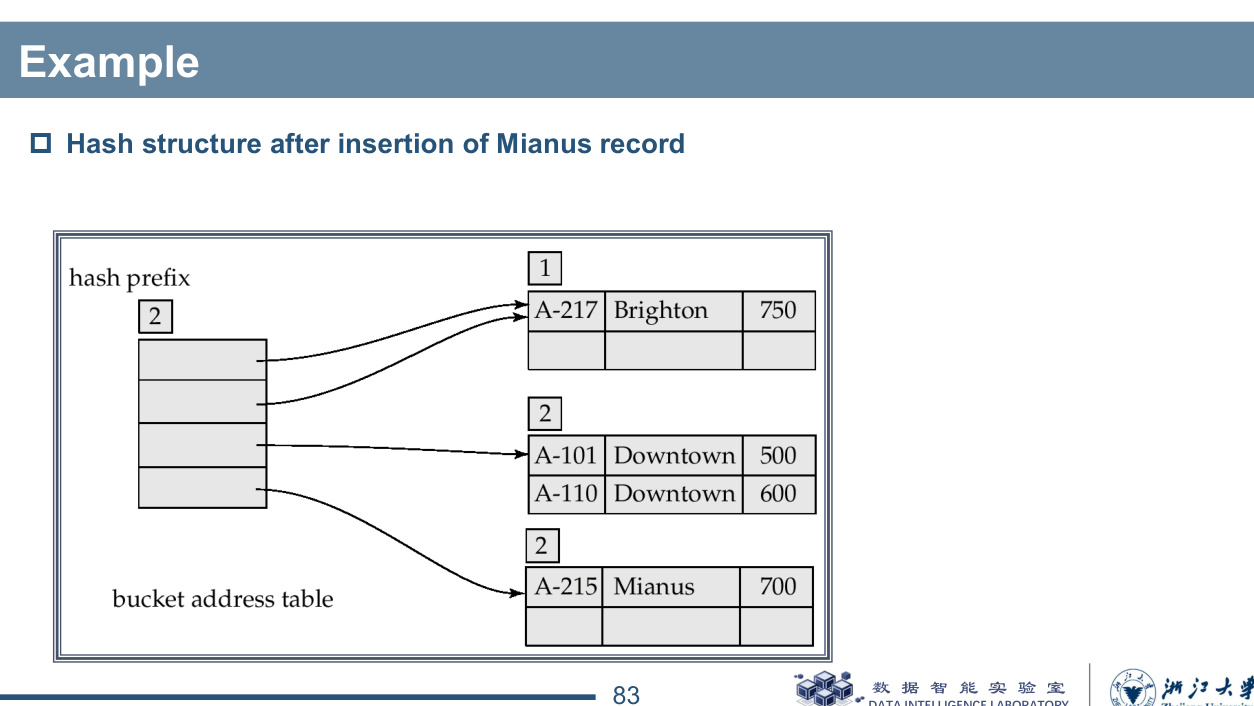 Example
Hash structure after insertion of Mianus record
hash prefix
2
1
A-217 Brighton 750
2
A-101 Downtown 500
A-110 Downtown 600
2
A-215 Mianus 700
bucket address table
83
数据智能实验室
DATA INTELLIGENCE LABORATORY
浙江大学
Zhejiang University